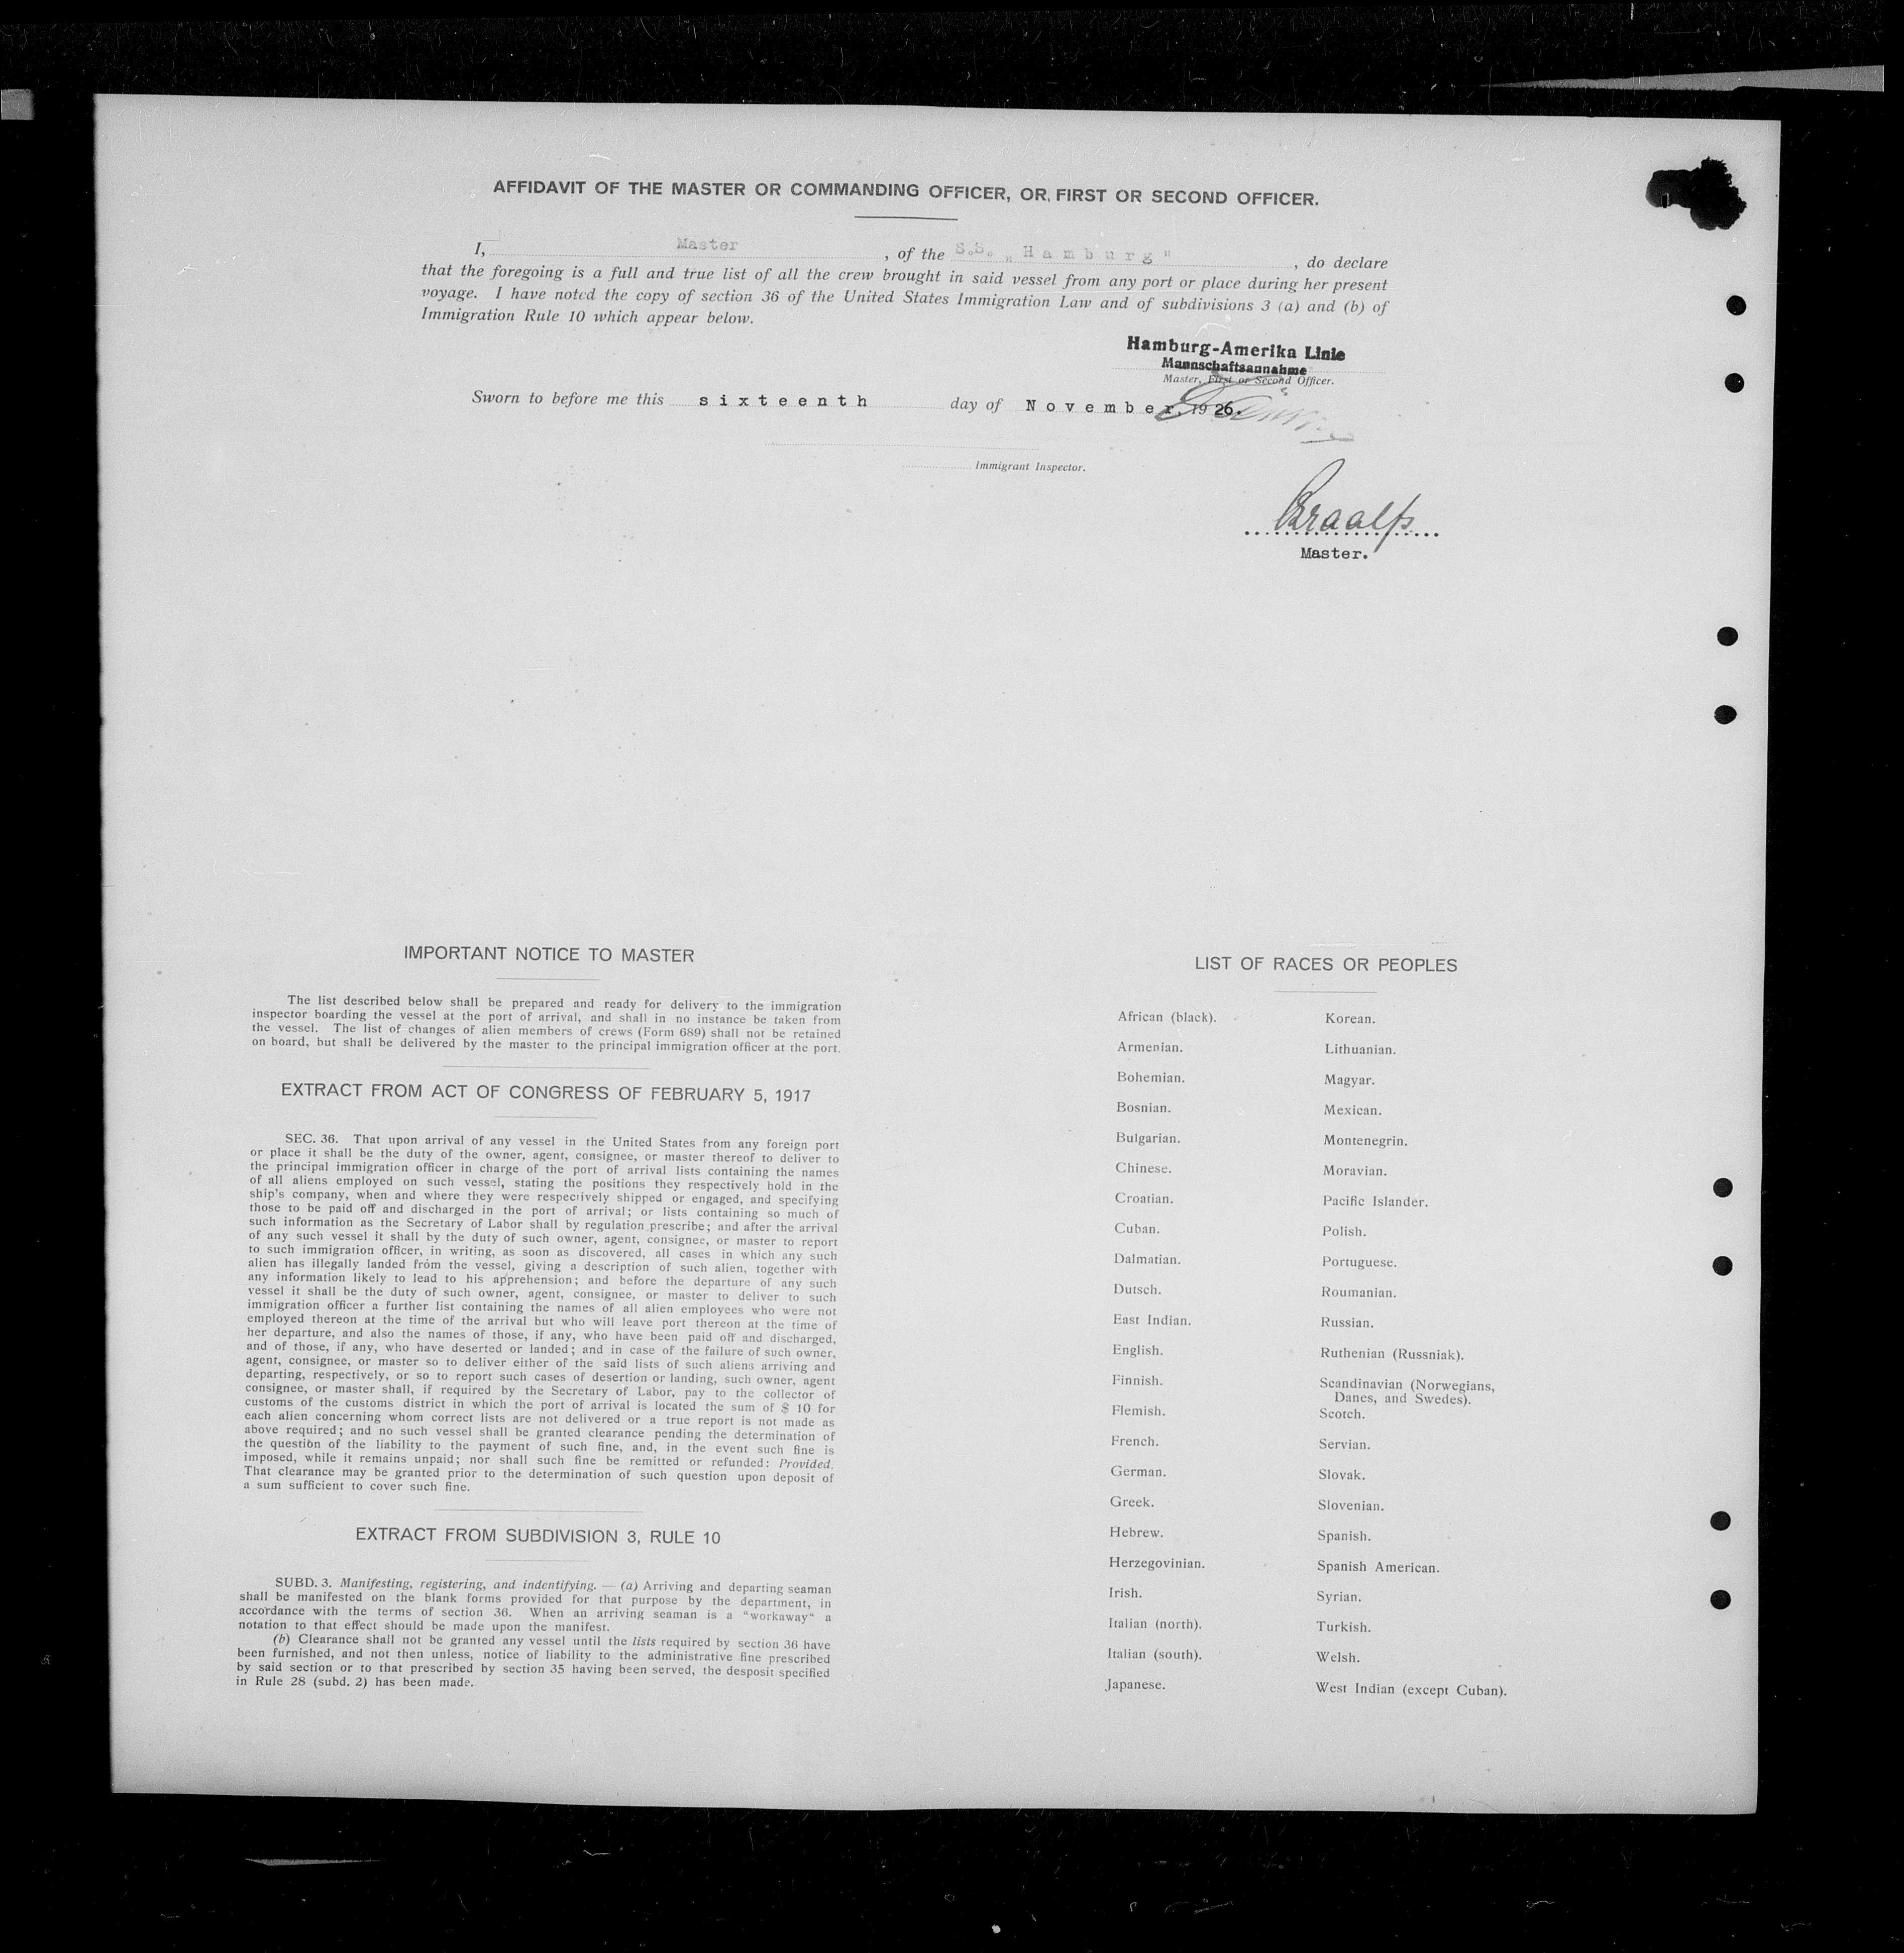 AFFIDAVIT OF THE MASTER OR COMMANDING OFFICER, OR, FIRST OR SECOND OFFICER.
I, Master , of the S.S. „ H a m b u r g " , do declare
that the foregoing is a full and true list of all the crew brought in said vessel from any port or place during her present
voyage. I have noted the copy of section 36 of the United States Immigration Law and of subdivisions 3 (a) and (b) of
Immigration Rule 10 which appear below.
Hamburg-Amerika Linie
Mannschaftsannahme
Master, First or Second Officer.
Sworn to before me this s i x t e e n t h day of N o v e m b e r, 1926.
Immigrant Inspector.
Master.
IMPORTANT NOTICE TO MASTER
The list described below shall be prepared and ready for delivery to the immigration
inspector boarding the vessel at the port of arrival, and shall in no instance be taken from
the vessel. The list of changes of alien members of crews (Form 689) shall not be retained
on board, but shall be delivered by the master to the principal immigration officer at the port.
EXTRACT FROM ACT OF CONGRESS OF FEBRUARY 5, 1917
SEC. 36. That upon arrival of any vessel in the United States from any foreign port
or place it shall be the duty of the owner, agent, consignee, or master thereof to deliver to
the principal immigration officer in charge of the port of arrival lists containing the names
of all aliens employed on such vessel, stating the positions they respectively hold in the
ship's company, when and where they were respectively shipped or engaged, and specifying
those to be paid off and discharged in the port of arrival; or lists containing so much of
such information as the Secretary of Labor shall by regulation prescribe; and after the arrival
of any such vessel it shall by the duty of such owner, agent, consignee, or master to report
to such immigration officer, in writing, as soon as discovered, all cases in which any such
alien has illegally landed from the vessel, giving a description of such alien, together with
any information likely to lead to his apprehension; and before the departure of any such
vessel it shall be the duty of such owner, agent, consignee, or master to deliver to such
immigration officer a further list containing the names of all alien employees who were not
employed thereon at the time of the arrival but who will leave port thereon at the time of
her departure, and also the names of those, if any, who have been paid off and discharged,
and of those, if any, who have deserted or landed; and in case of the failure of such owner,
agent, consignee, or master so to deliver either of the said lists of such aliens arriving and
departing, respectively, or so to report such cases of desertion or landing, such owner, agent
consignee, or master shall, if required by the Secretary of Labor, pay to the collector of
customs of the customs district in which the port of arrival is located the sum of $ 10 for
each alien concerning whom correct lists are not delivered or a true report is not made as
above required; and no such vessel shall be granted clearance pending the determination of
the question of the liability to the payment of such fine, and, in the event such fine is
imposed, while it remains unpaid; nor shall such fine be remitted or refunded: Provided,
That clearance may be granted prior to the determination of such question upon deposit of
a sum sufficient to cover such fine.
EXTRACT FROM SUBDIVISION 3, RULE 10
SUBD. 3. Manifesting, registering, and indentifying. — (a) Arriving and departing seaman
shall be manifested on the blank forms provided for that purpose by the department, in
accordance with the terms of section 36. When an arriving seaman is a "workaway" a
notation to that effect should be made upon the manifest.
(b) Clearance shall not be granted any vessel until the lists required by section 36 have
been furnished, and not then unless, notice of liability to the administrative fine prescribed
by said section or to that prescribed by section 35 having been served, the desposit specified
in Rule 28 (subd. 2) has been made.
LIST OF RACES OR PEOPLES
African (black).
Armenian.
Bohemian.
Bosnian.
Bulgarian.
Chinese.
Croatian.
Cuban.
Dalmatian.
Dutsch.
East Indian.
English.
Finnish.
Flemish.
French.
German.
Greek.
Hebrew.
Herzegovinian.
Irish.
Italian (north).
Italian (south).
Japanese.
Korean.
Lithuanian.
Magyar.
Mexican.
Montenegrin.
Moravian.
Pacific Islander.
Polish.
Portuguese.
Roumanian.
Russian.
Ruthenian (Russniak).
Scandinavian (Norwegians,
Danes, and Swedes).
Scotch.
Servian.
Slovak.
Slovenian.
Spanish.
Spanish American.
Syrian.
Turkish.
Welsh.
West Indian (except Cuban).